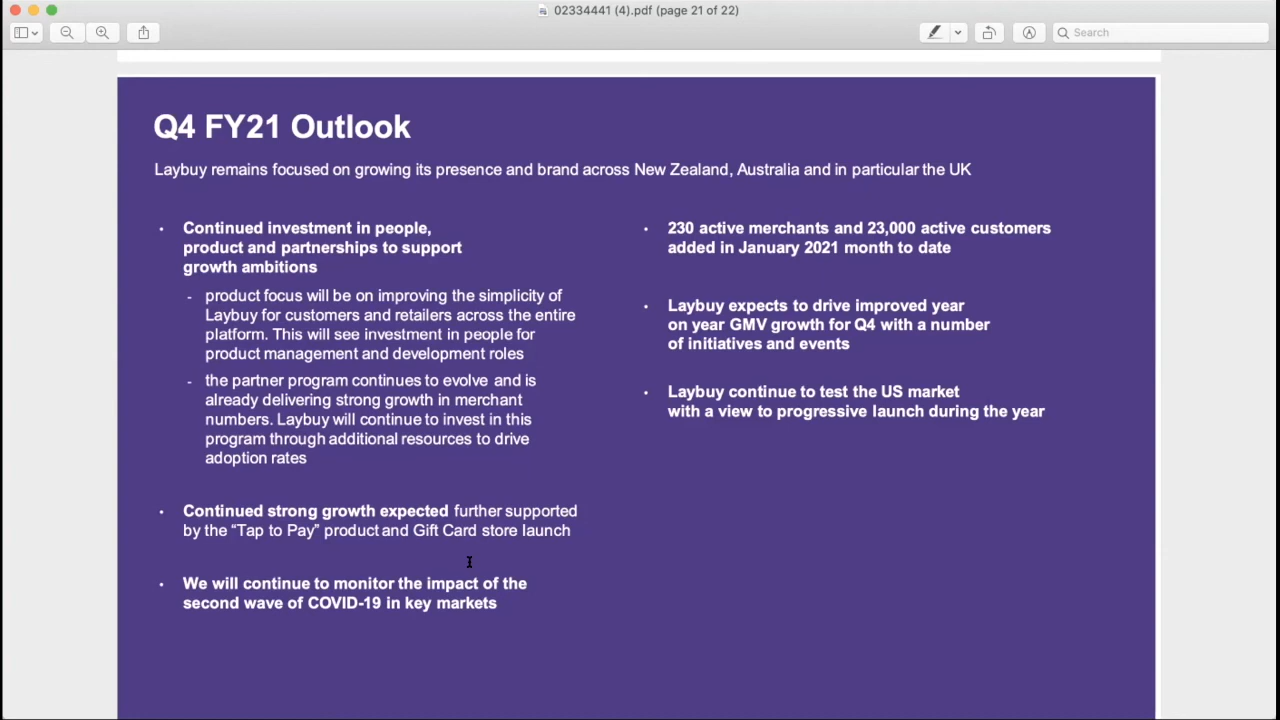 02334441 (4).pdf (page 21 of 22)
Search
Q4 FY21 Outlook
Laybuy remains focused on growing its presence and brand across New Zealand, Australia and in particular the UK
• Continued investment in people,
product and partnerships to support
growth ambitions
- product focus will be on improving the simplicity of
Laybuy for customers and retailers across the entire
platform. This will see investment in people for
product management and development roles
- the partner program continues to evolve and is
already delivering strong growth in merchant
numbers. Laybuy will continue to invest in this
program through additional resources to drive
adoption rates
• Continued strong growth expected further supported
by the “Tap to Pay” product and Gift Card store launch
• We will continue to monitor the impact of the
second wave of COVID-19 in key markets
• 230 active merchants and 23,000 active customers
added in January 2021 month to date
• Laybuy expects to drive improved year
on year GMV growth for Q4 with a number
of initiatives and events
• Laybuy continue to test the US market
with a view to progressive launch during the year